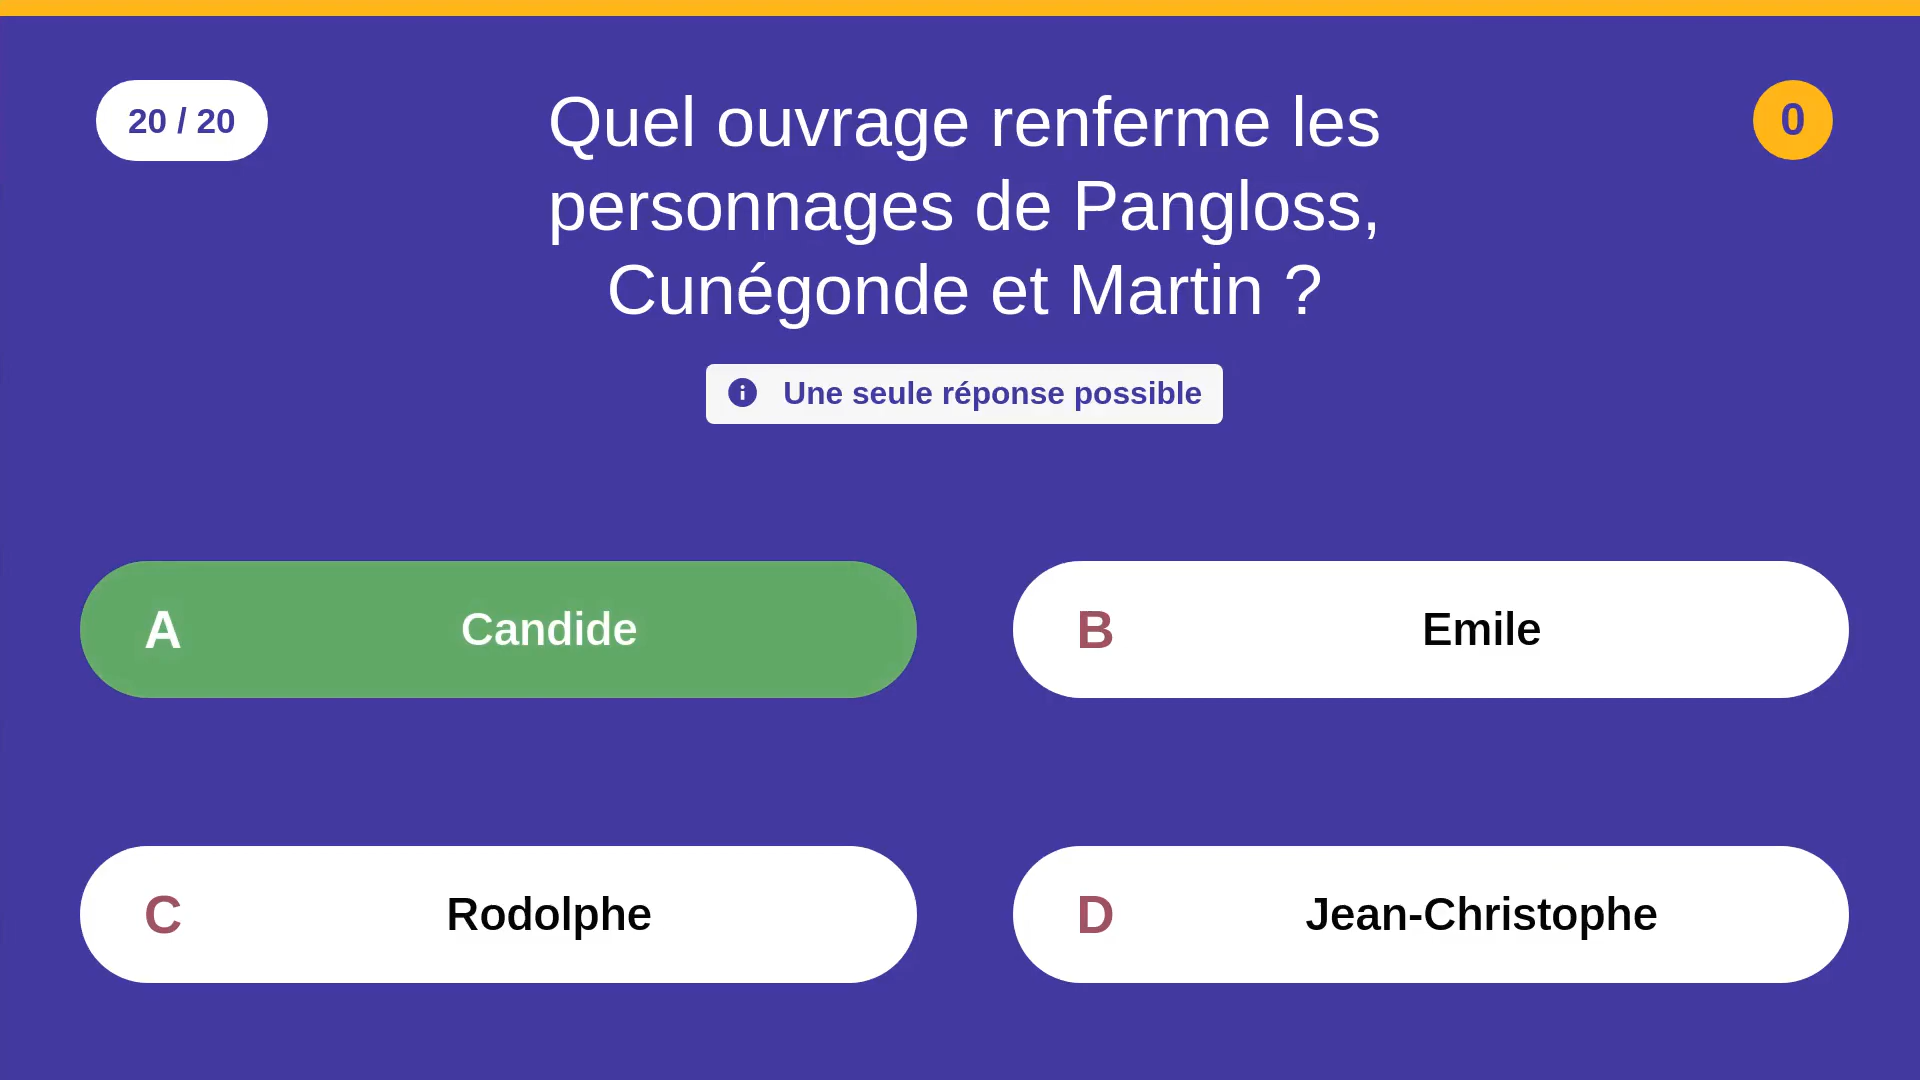 20 / 20
Quel ouvrage renferme les
personnages de Pangloss,
Cunégonde et Martin ?
0
Une seule réponse possible
A Candide
B Emile
C Rodolphe
D Jean-Christophe